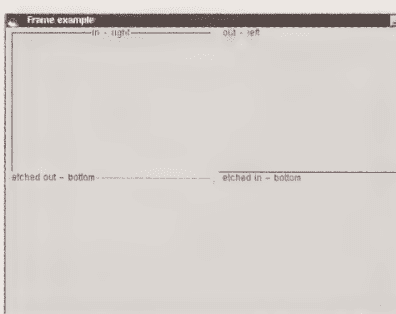 Frame example
in - right
out - left
etched out - bottom
etched in - bottom